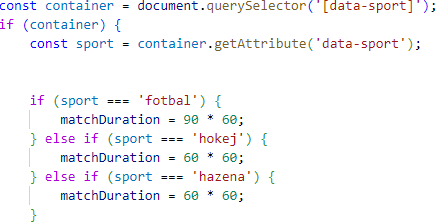 const container = document.querySelector('[data-sport]');
if (container) {
    const sport = container.getAttribute('data-sport');
    if (sport === 'fotbal') {
        matchDuration = 90 * 60;
    } else if (sport === 'hokej') {
        matchDuration = 60 * 60;
    } else if (sport === 'hazena') {
        matchDuration = 60 * 60;
    }